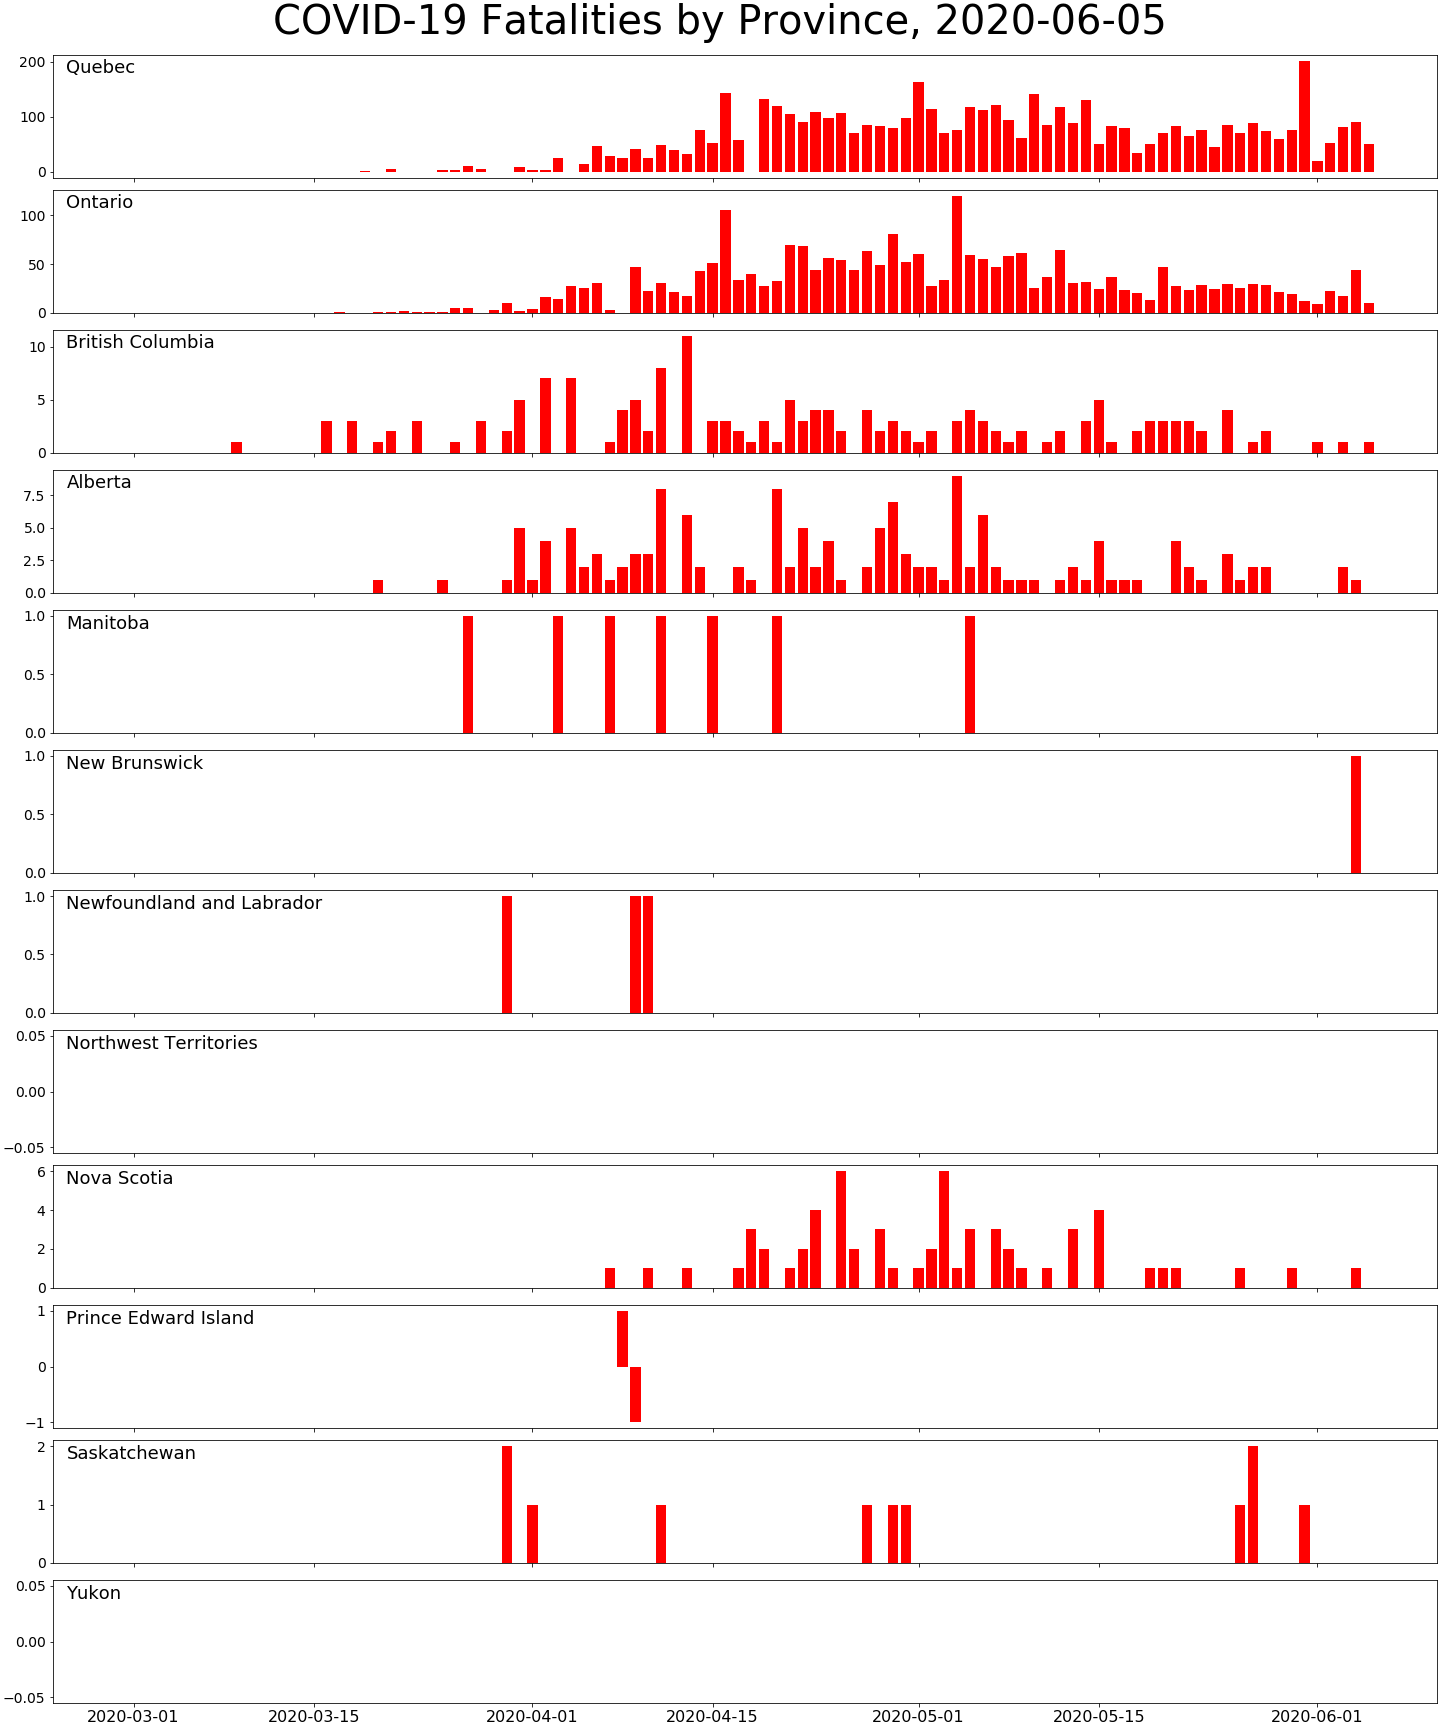 COVID-19 Fatalities by Province, 2020-06-05
Quebec
200
100
0
Ontario
100
50
0
British Columbia
10
5
0
Alberta
7.5
5.0
2.5
0.0
Manitoba
1.0
0.5
0.0
New Brunswick
1.0
0.5
0.0
Newfoundland and Labrador
1.0
0.5
0.0
Northwest Territories
0.05
0.00
−0.05
Nova Scotia
6
4
2
0
Prince Edward Island
1
0
−1
Saskatchewan
2
1
0
Yukon
0.05
0.00
−0.05
2020-03-01 2020-03-15 2020-04-01 2020-04-15 2020-05-01 2020-05-15 2020-06-01